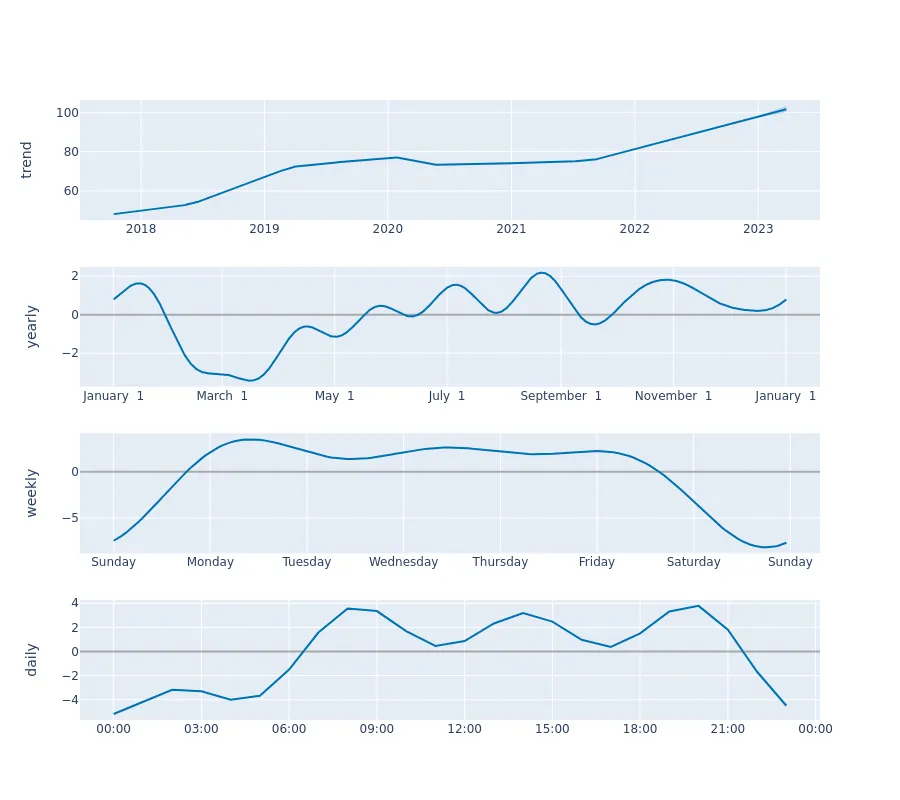 trend
100
80
60
2018 2019 2020 2021 2022 2023
yearly
2
0
−2
January 1 March 1 May 1 July 1 September 1 November 1 January 1
weekly
0
−5
Sunday Monday Tuesday Wednesday Thursday Friday Saturday Sunday
daily
4
2
0
−2
−4
00:00 03:00 06:00 09:00 12:00 15:00 18:00 21:00 00:00